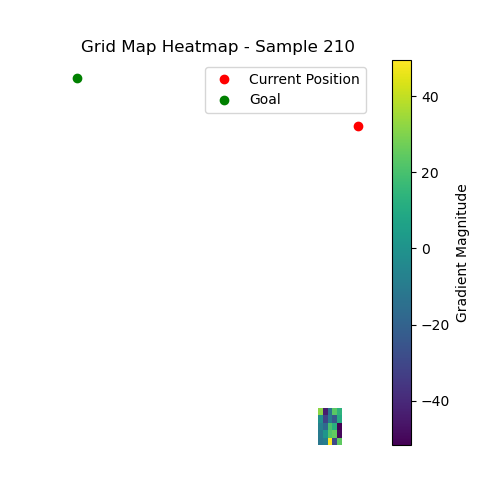 Grid Map Heatmap - Sample 210
Current Position
Goal
40
20
0
−20
−40
Gradient Magnitude